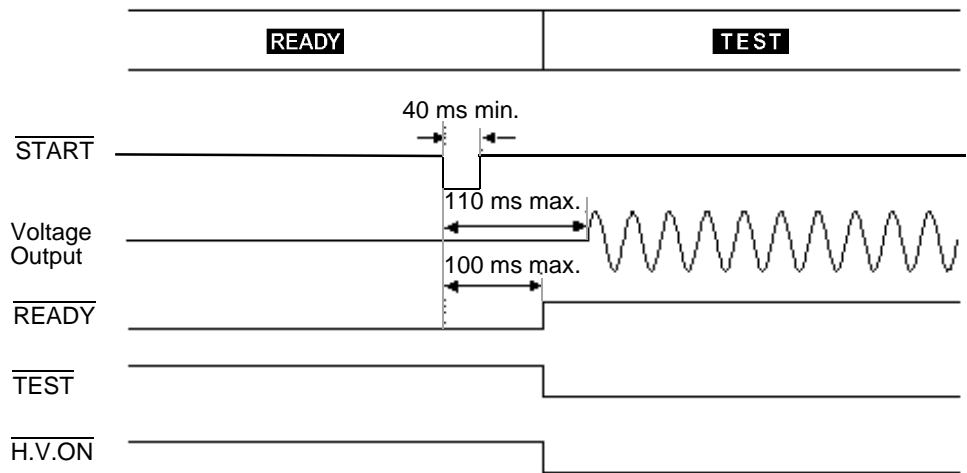 READY TEST
40 ms min.
START
110 ms max.
Voltage
Output
100 ms max.
READY
TEST
H.V.ON